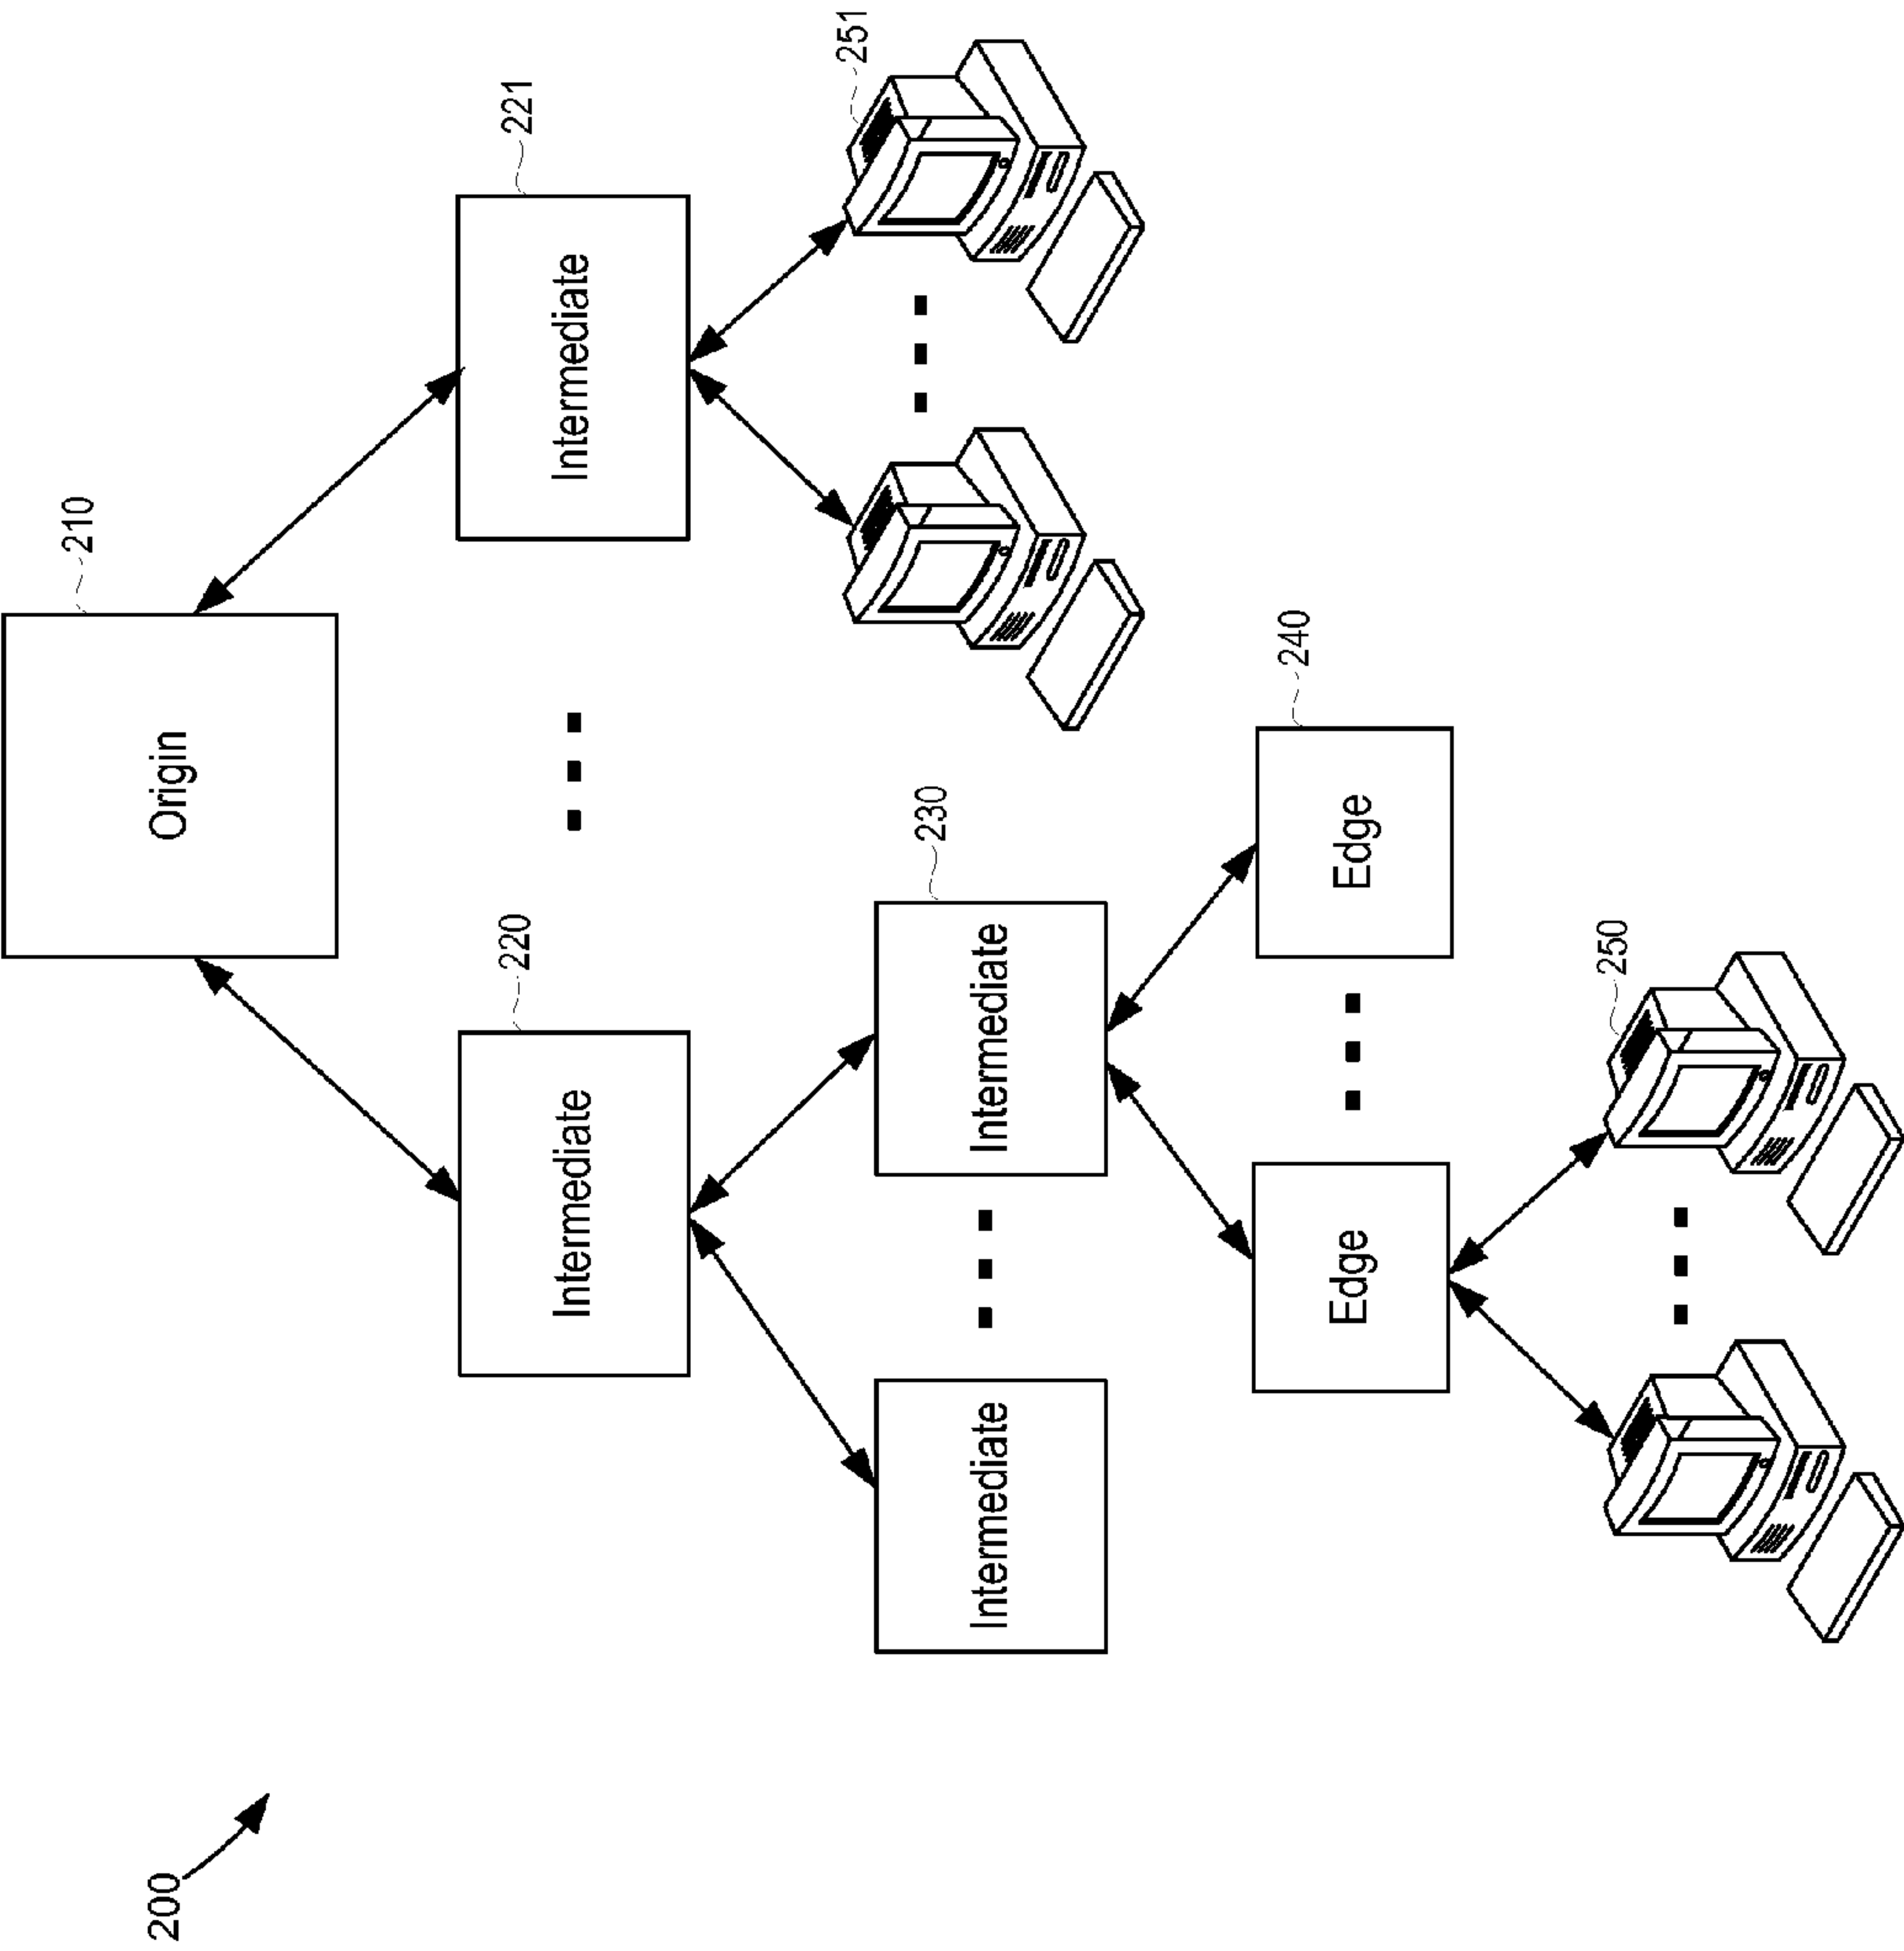 200
210
Origin
220
Intermediate
221
Intermediate
Intermediate
230
Intermediate
251
Edge
240
Edge
250